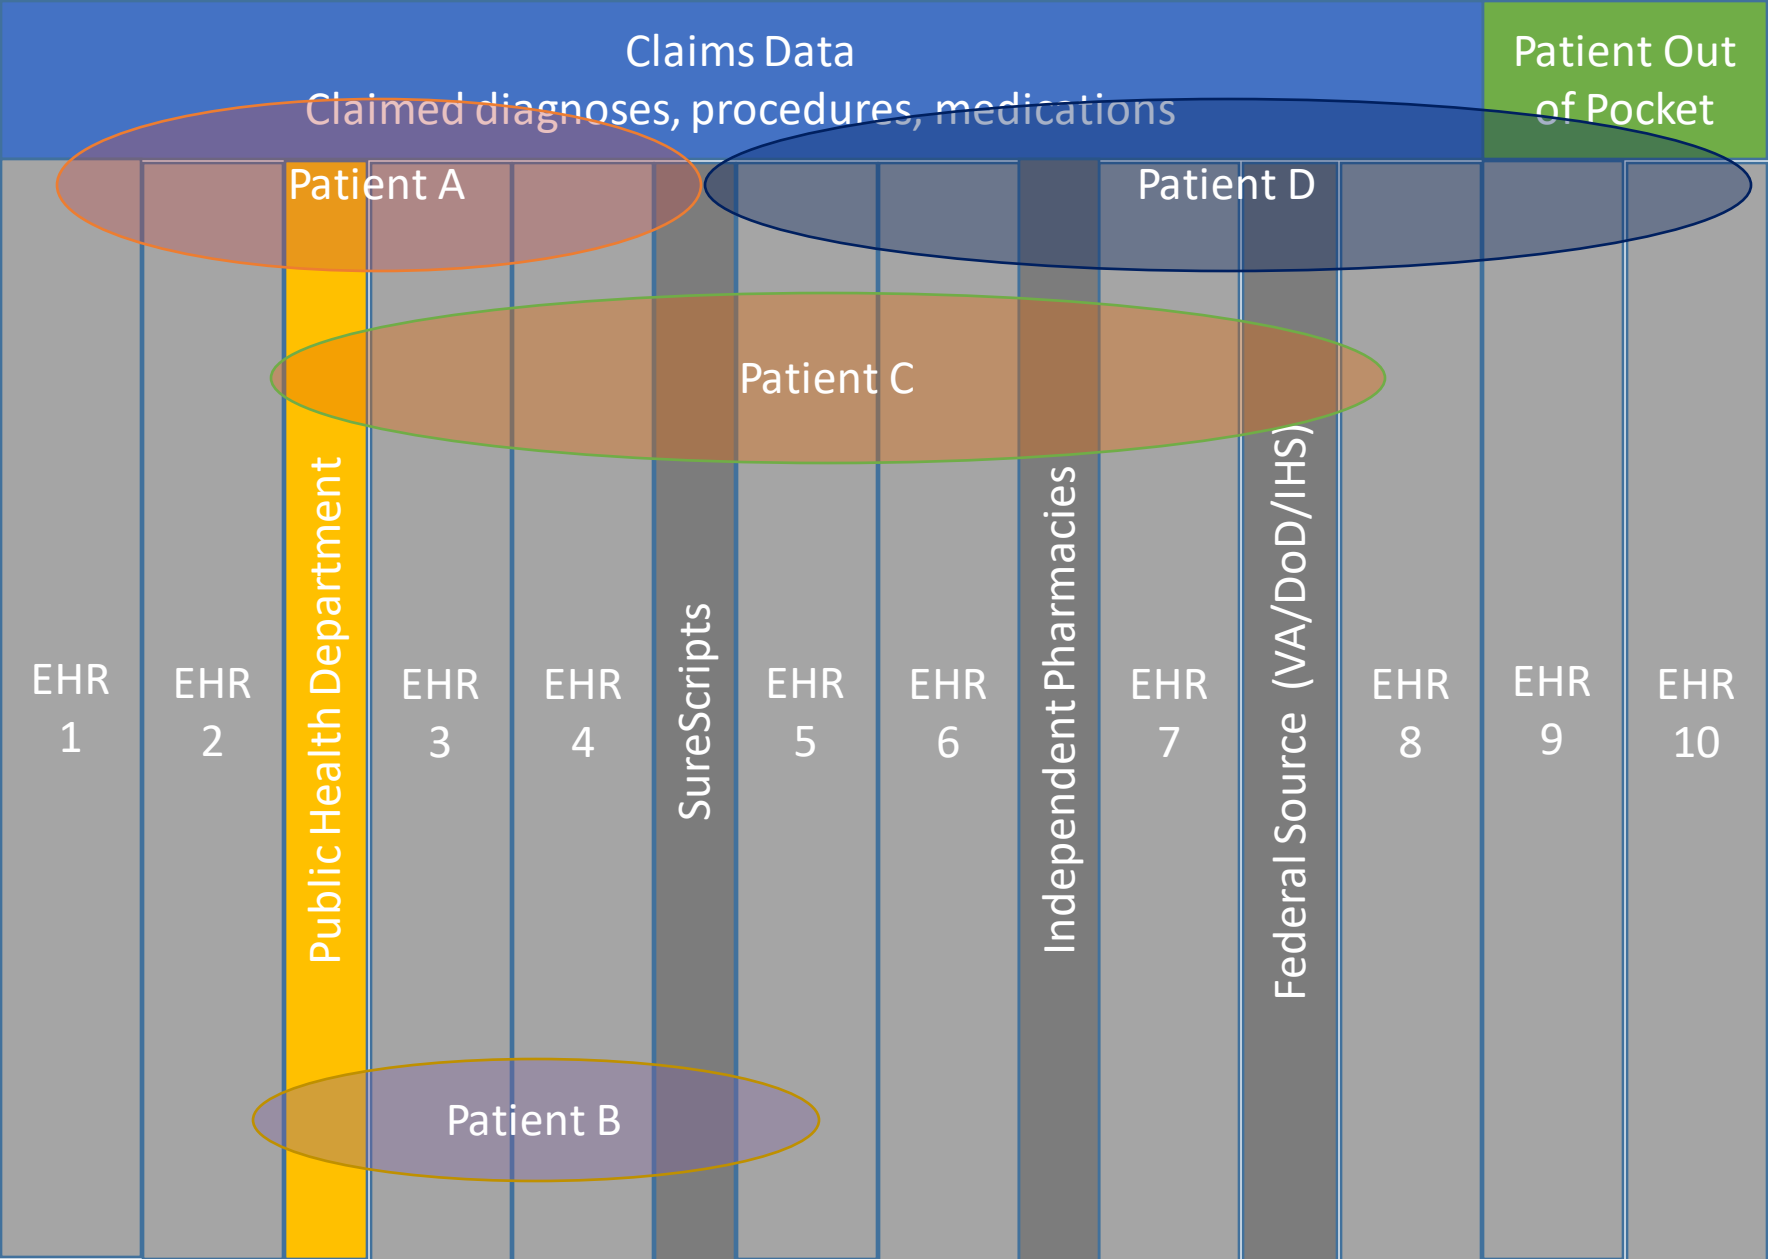 Claims Data
Claimed diagnoses, procedures, medications
Patient Out
of Pocket
Patient A
Patient D
Patient C
EHR
1
EHR
2
Public Health Department
EHR
3
EHR
4
SureScripts
EHR
5
EHR
6
Independent Pharmacies
EHR
7
Federal Source (VA/DoD/IHS)
EHR
8
EHR
9
EHR
10
Patient B